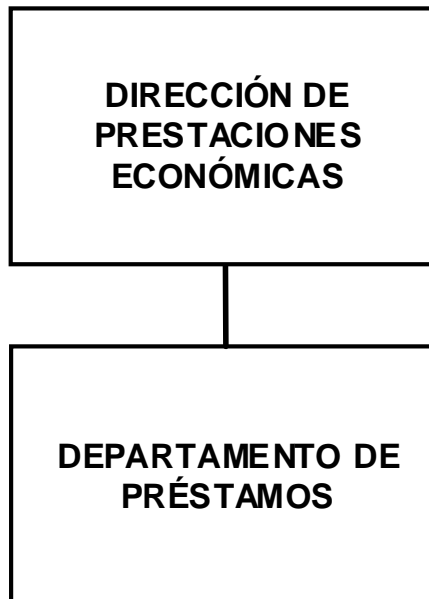 DIRECCIÓN DE
PRESTACIONES
ECONÓMICAS
DEPARTAMENTO DE
PRÉSTAMOS